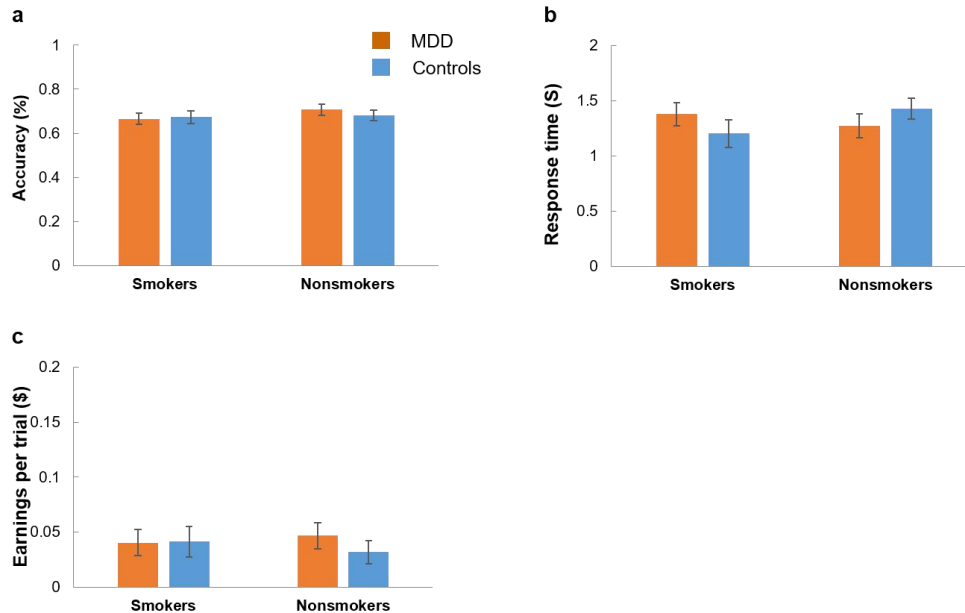 a
MDD
Controls
Accuracy (%)
1
0.8
0.6
0.4
0.2
0
Smokers
Nonsmokers
b
Response time (S)
2
1.5
1
0.5
0
Smokers
Nonsmokers
c
Earnings per trial ($)
0.2
0.15
0.1
0.05
0
Smokers
Nonsmokers